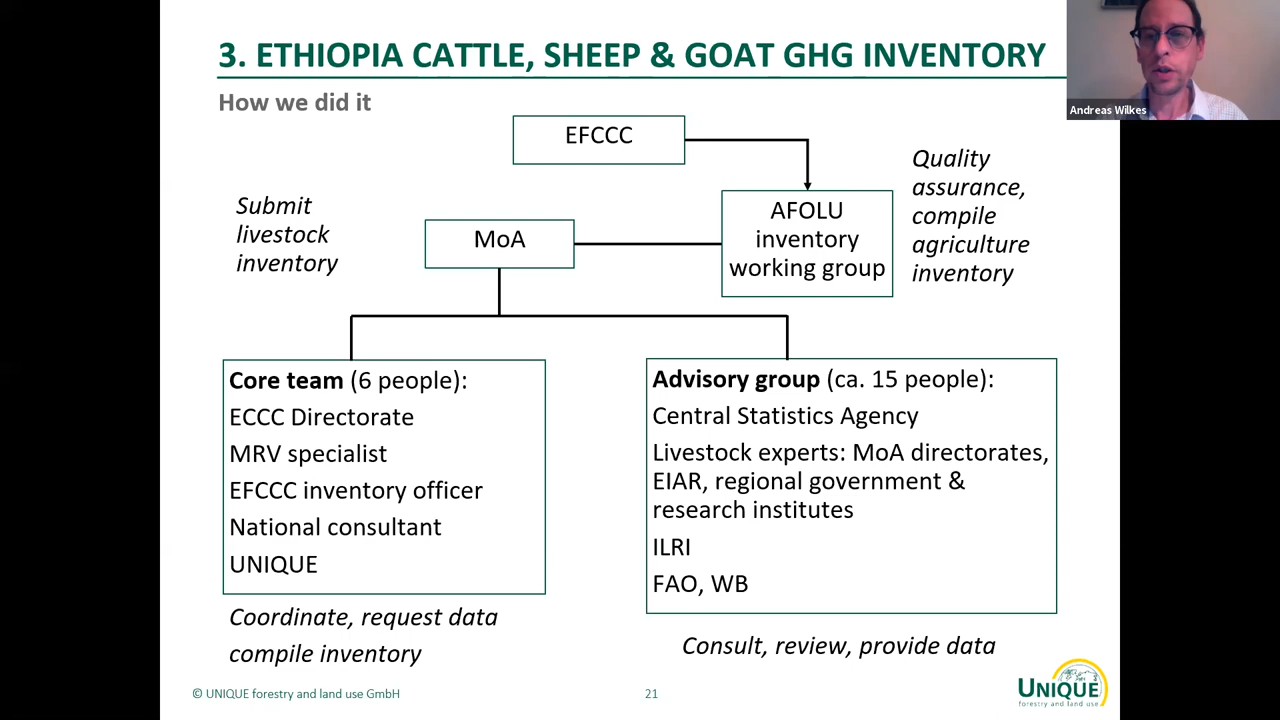 3. ETHIOPIA CATTLE, SHEEP & GOAT GHG INVENTORY
How we did it
Andreas Wilkes
EFCCC
Quality
assurance,
compile
agriculture
inventory
Submit
livestock
inventory
MoA
AFOLU
inventory
working group
Core team (6 people):
ECCC Directorate
MRV specialist
EFCCC inventory officer
National consultant
UNIQUE
Coordinate, request data
compile inventory
Advisory group (ca. 15 people):
Central Statistics Agency
Livestock experts: MoA directorates,
EIAR, regional government &
research institutes
ILRI
FAO, WB
Consult, review, provide data
© UNIQUE forestry and land use GmbH
21
UNIQUE
forestry and land use